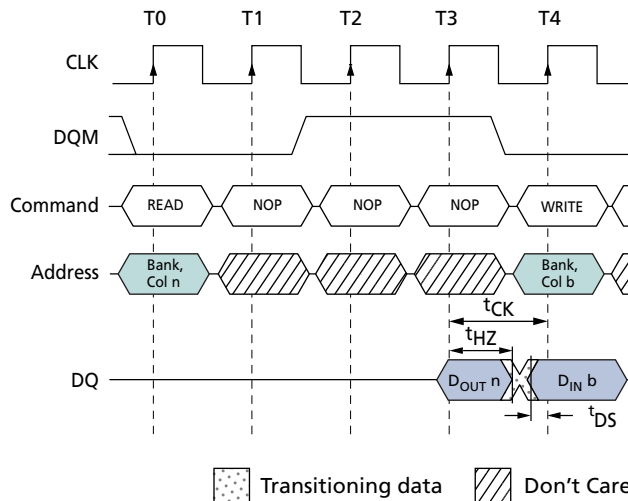 T0 T1 T2 T3 T4
CLK
DQM
Command READ NOP NOP NOP WRITE
Address Bank, Col n Bank, Col b
tCK
tHZ
DQ DOUT n DIN b
tDS
Transitioning data Don't Care